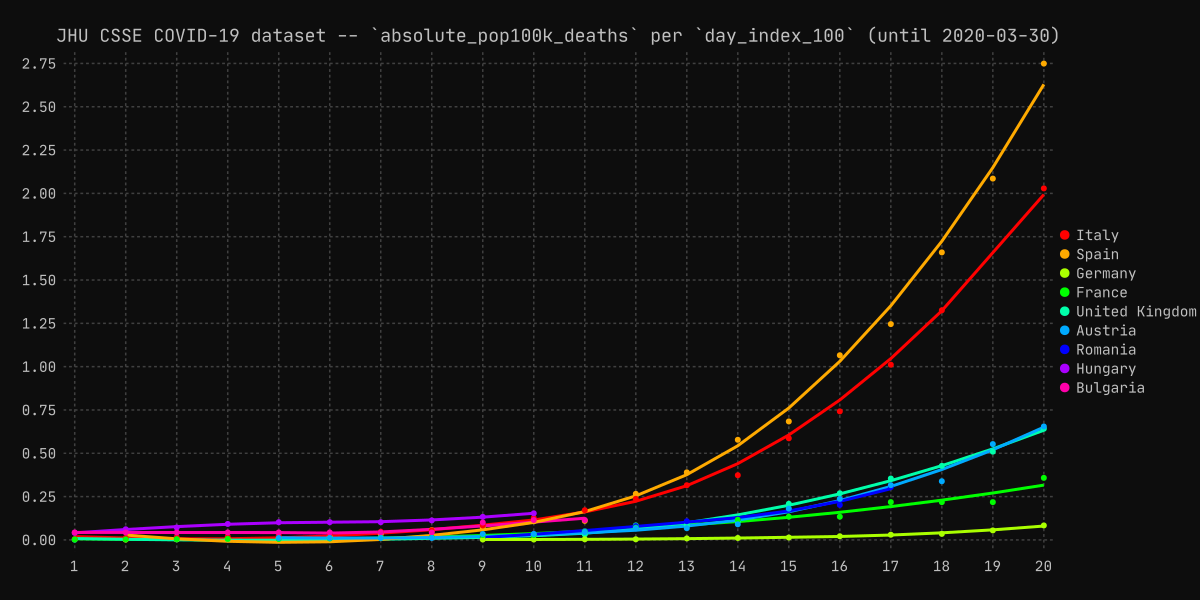 JHU CSSE COVID-19 dataset -- `absolute_pop100k_deaths` per `day_index_100` (until 2020-03-30)
2.75
2.50
2.25
2.00
1.75
1.50
1.25
1.00
0.75
0.50
0.25
0.00
1 2 3 4 5 6 7 8 9 10 11 12 13 14 15 16 17 18 19 20
Italy
Spain
Germany
France
United Kingdom
Austria
Romania
Hungary
Bulgaria